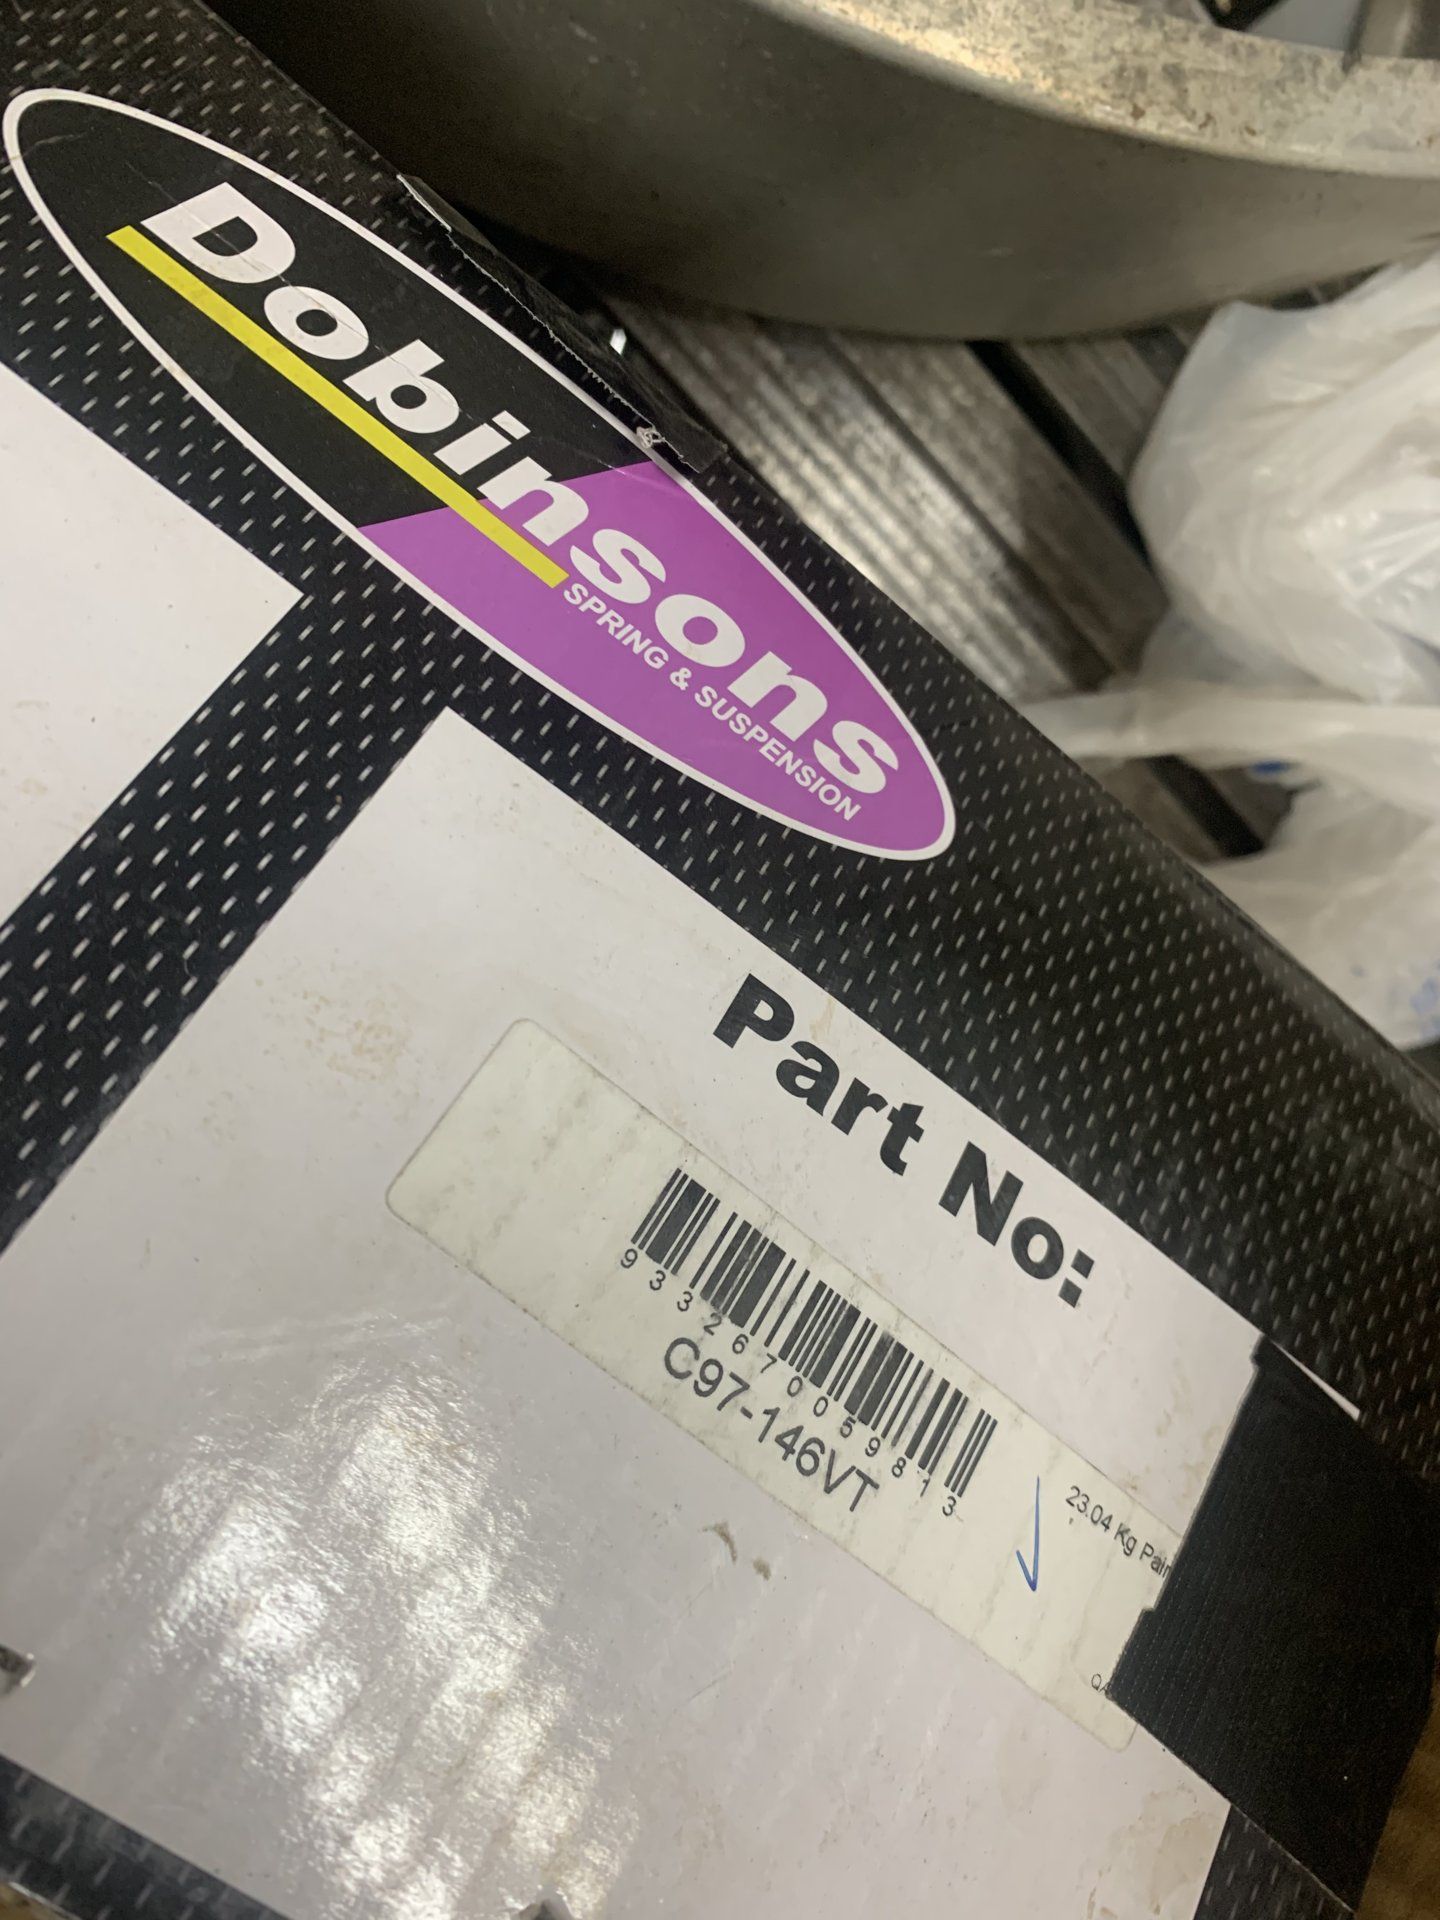 Dobinsons
SPRING & SUSPENSION
Part No:
9332670059813
C97-146VT
23.04 Kg Pair